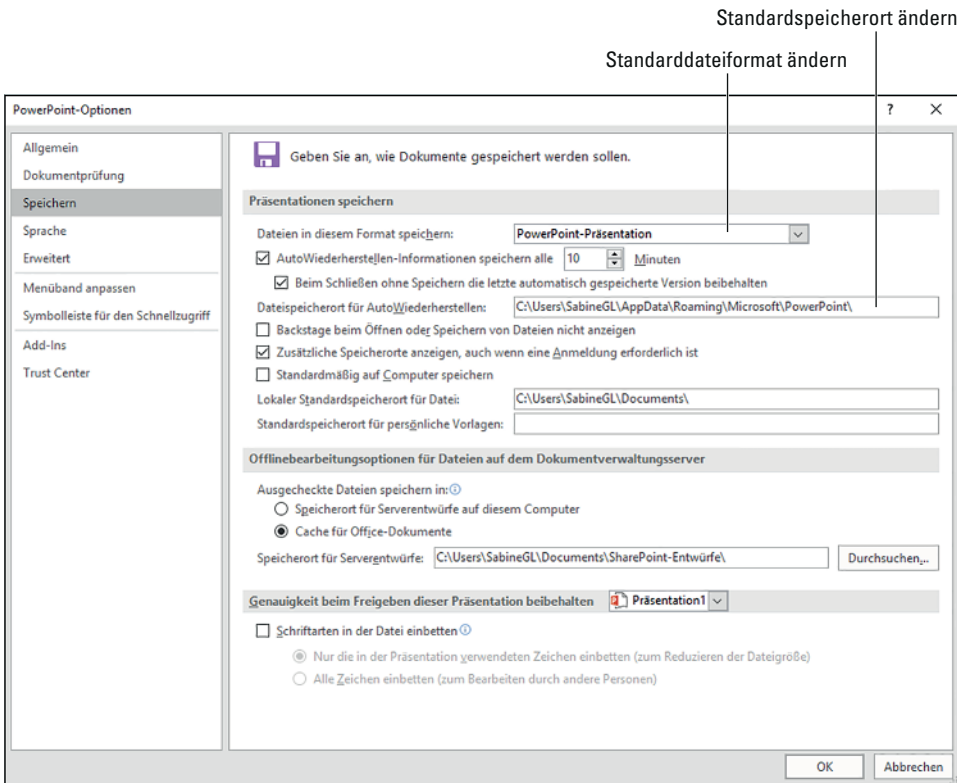 Standardspeicherort ändern
Standarddateiformat ändern
PowerPoint-Optionen
?
Allgemein
Dokumentprüfung
Speichern
Sprache
Erweitert
Menüband anpassen
Symbolleiste für den Schnellzugriff
Add-Ins
Trust Center
Geben Sie an, wie Dokumente gespeichert werden sollen.
Präsentationen speichern
Dateien in diesem Format speichern: PowerPoint-Präsentation
AutoWiederherstellen-Informationen speichern alle 10 Minuten
Beim Schließen ohne Speichern die letzte automatisch gespeicherte Version beibehalten
Dateispeicherort für AutoWiederherstellen: C:\Users\SabineGL\AppData\Roaming\Microsoft\PowerPoint\
Backstage beim Öffnen oder Speichern von Dateien nicht anzeigen
Zusätzliche Speicherorte anzeigen, auch wenn eine Anmeldung erforderlich ist
Standardmäßig auf Computer speichern
Lokaler Standardspeicherort für Datei: C:\Users\SabineGL\Documents\
Standardspeicherort für persönliche Vorlagen:
Offlinebearbeitungsoptionen für Dateien auf dem Dokumentverwaltungsserver
Ausgecheckte Dateien speichern in:
Speicherort für Serverentwürfe auf diesem Computer
Cache für Office-Dokumente
Speicherort für Serverentwürfe: C:\Users\SabineGL\Documents\SharePoint-Entwürfe\ Durchsuchen...
Genauigkeit beim Freigeben dieser Präsentation beibehalten Präsentation1
Schriftarten in der Datei einbetten
Nur die in der Präsentation verwendeten Zeichen einbetten (zum Reduzieren der Dateigröße)
Alle Zeichen einbetten (zum Bearbeiten durch andere Personen)
OK Abbrechen